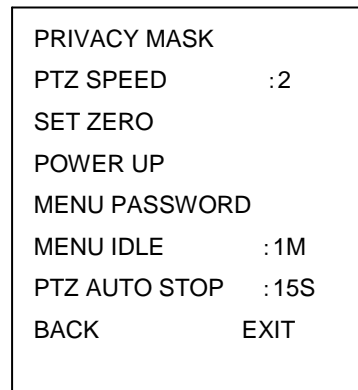 PRIVACY MASK
PTZ SPEED :2
SET ZERO
POWER UP
MENU PASSWORD
MENU IDLE :1M
PTZ AUTO STOP :15S
BACK EXIT